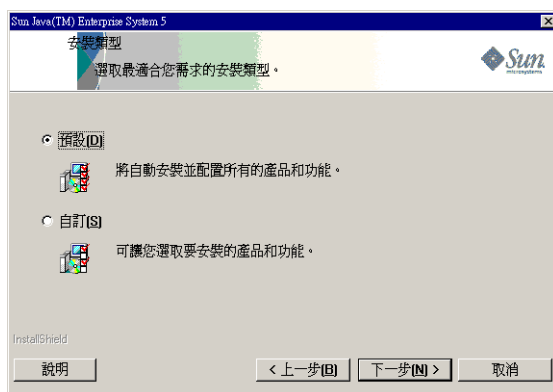 Sun Java(TM) Enterprise System 5
安裝類型
選取最適合您需求的安裝類型。
Sun
microsystems
預設(D)
將自動安裝並配置所有的產品和功能。
自訂(S)
可讓您選取要安裝的產品和功能。
InstallShield
說明
< 上一步(B)
下一步(N) >
取消